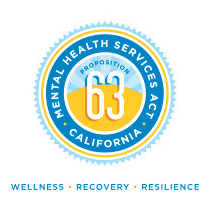 MENTAL HEALTH SERVICES ACT
PROPOSITION
63
• CALIFORNIA •
WELLNESS • RECOVERY • RESILIENCE